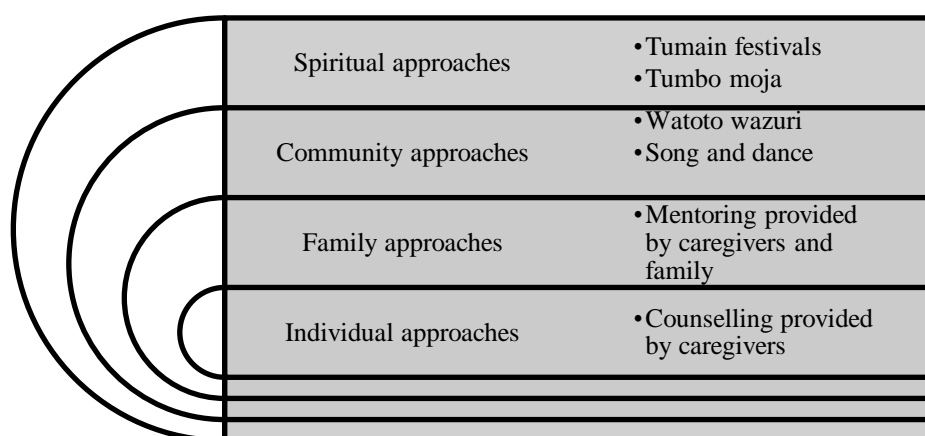 Spiritual approaches
•Tumain festivals
•Tumbo moja
Community approaches
•Watoto wazuri
•Song and dance
Family approaches
•Mentoring provided
by caregivers and
family
Individual approaches
•Counselling provided
by caregivers